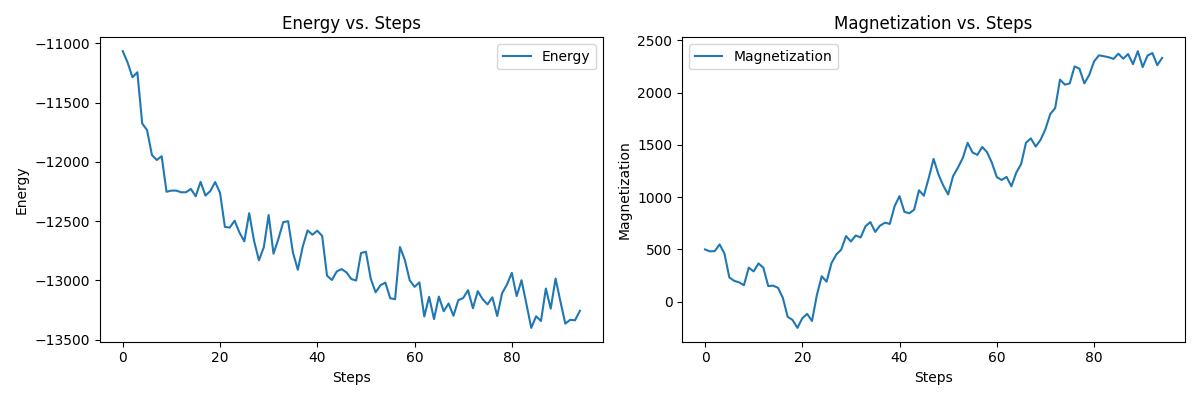 Energy vs. Steps
Energy
−11000
−11500
−12000
−12500
−13000
−13500
Energy
0
20
40
60
80
Steps
Magnetization vs. Steps
Magnetization
2500
2000
1500
1000
500
0
Magnetization
0
20
40
60
80
Steps